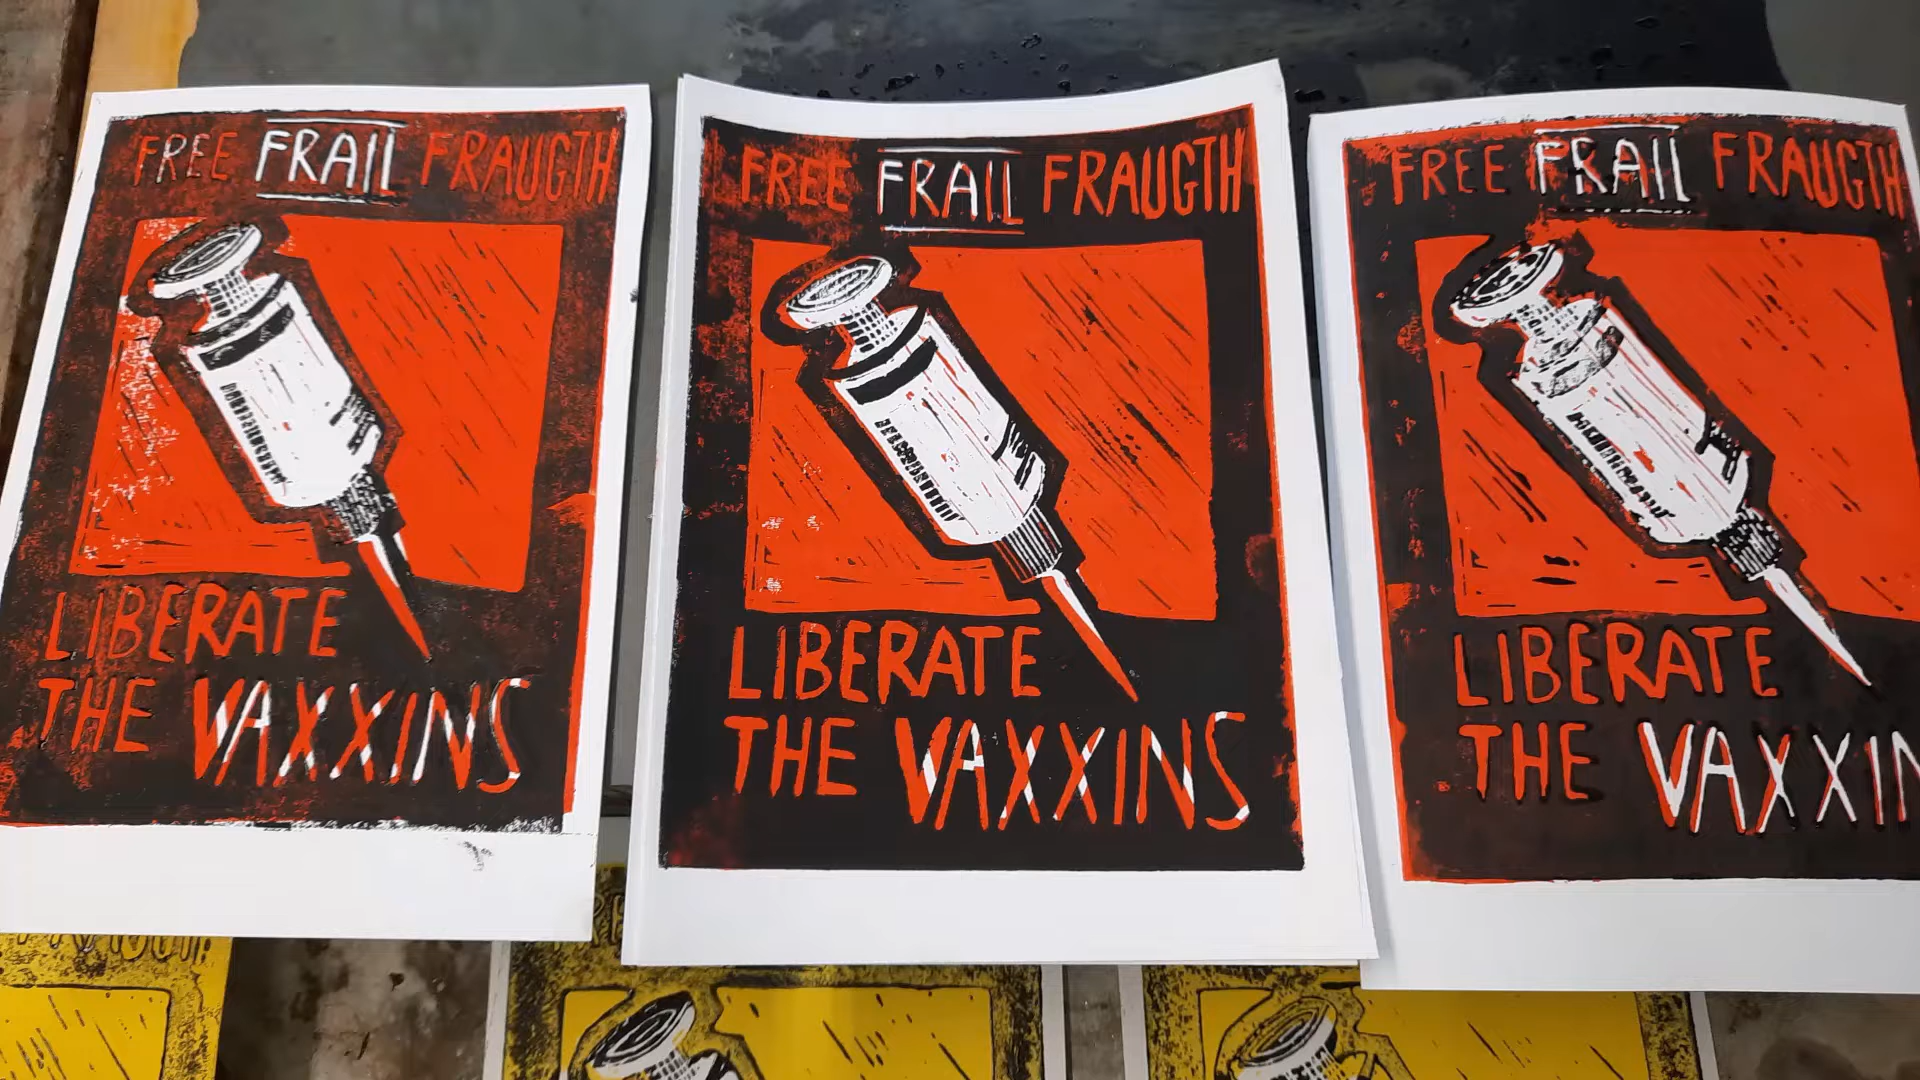 FREE FRAIL FRAUGTH
LIBERATE
THE VAXXINS
FREE FRAIL FRAUGTH
LIBERATE
THE VAXXINS
FREE FRAIL FRAUGTH
LIBERATE
THE VAXXIN